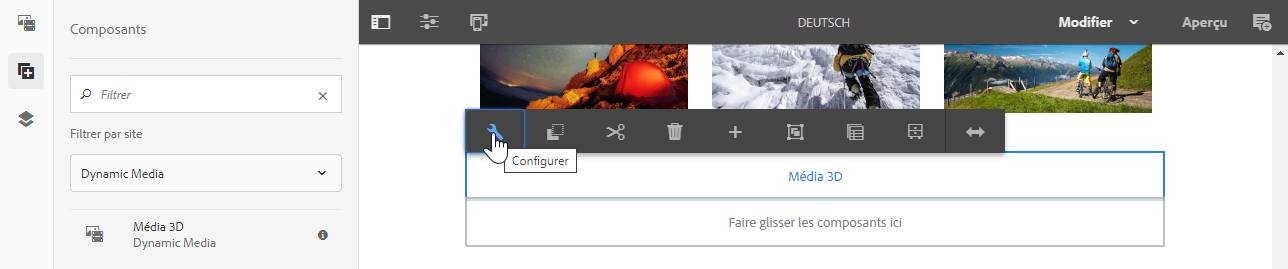 Composants
Filtrer
Filtrer par site
Dynamic Media
Média 3D
Dynamic Media
DEUTSCH
Modifier
Aperçu
Configurer
Média 3D
Faire glisser les composants ici